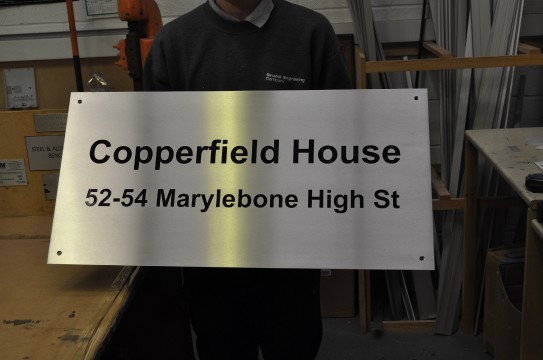 Copperfield House
52-54 Marylebone High St